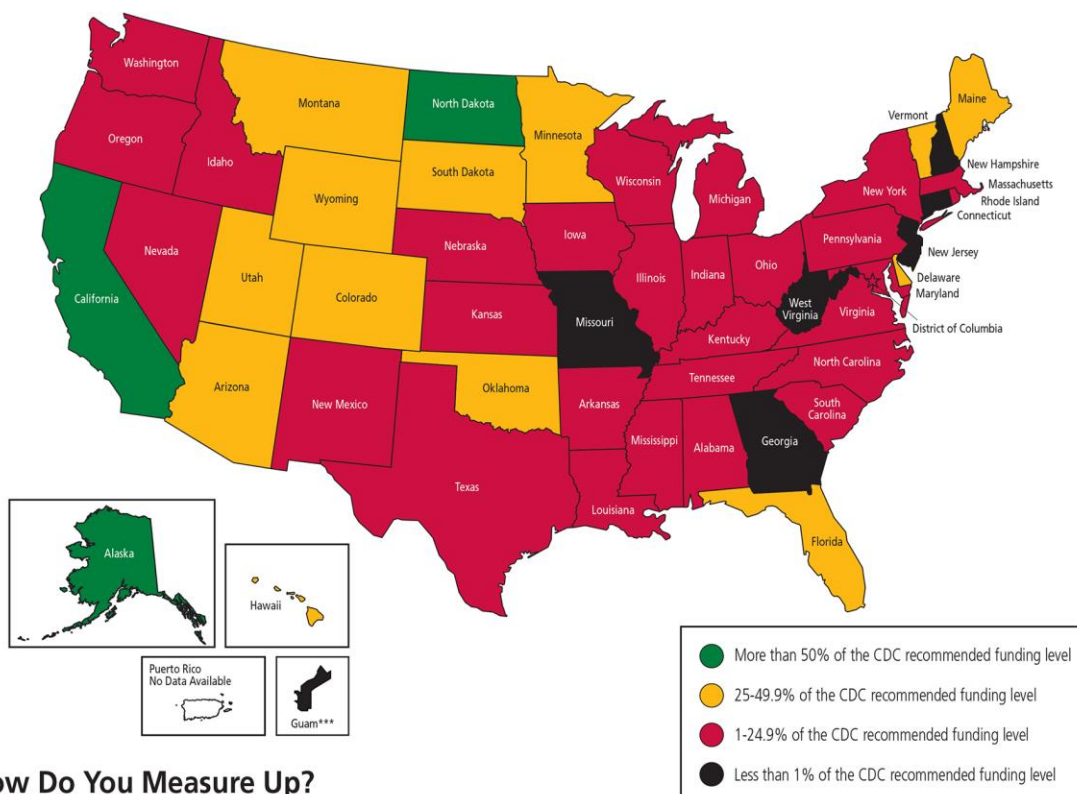 Washington
Montana
North Dakota
Minnesota
Maine
Vermont
Oregon
Idaho
South Dakota
Wisconsin
Michigan
New York
New Hampshire
Massachusetts
Rhode Island
Connecticut
Wyoming
Nebraska
Iowa
Pennsylvania
New Jersey
Nevada
Utah
Colorado
Illinois
Indiana
Ohio
Delaware
Maryland
California
Kansas
Missouri
West
Virginia
Virginia
District of Columbia
Kentucky
Arizona
New Mexico
Oklahoma
Arkansas
Tennessee
North Carolina
South
Carolina
Mississippi
Alabama
Georgia
Texas
Louisiana
Florida
Alaska
Hawaii
Puerto Rico
No Data Available
Guam***
More than 50% of the CDC recommended funding level
25-49.9% of the CDC recommended funding level
1-24.9% of the CDC recommended funding level
Less than 1% of the CDC recommended funding level
ow Do You Measure Up?